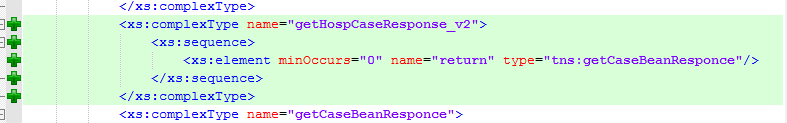 </xs:complexType>
<xs:complexType name="getHospCaseResponse_v2">
<xs:sequence>
<xs:element minOccurs="0" name="return" type="tns:getCaseBeanResponce"/>
</xs:sequence>
</xs:complexType>
<xs:complexType name="getCaseBeanResponce">